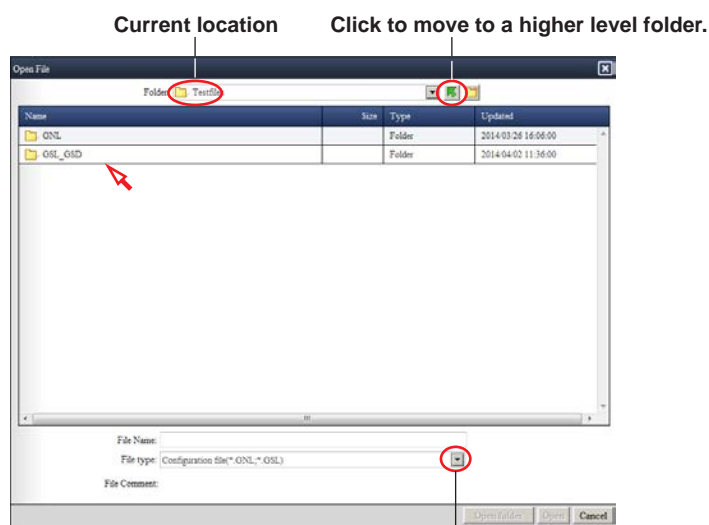 Current location Click to move to a higher level folder.
Open File
Folder Testfiles
Name Size Type Updated
GNL Folder 2014/03/26 16:06:00
GSL_GSD Folder 2014/04/02 11:36:00
File Name:
File type: Configuration file(*.GNL;*.GSL)
File Comment:
Open folder Open Cancel